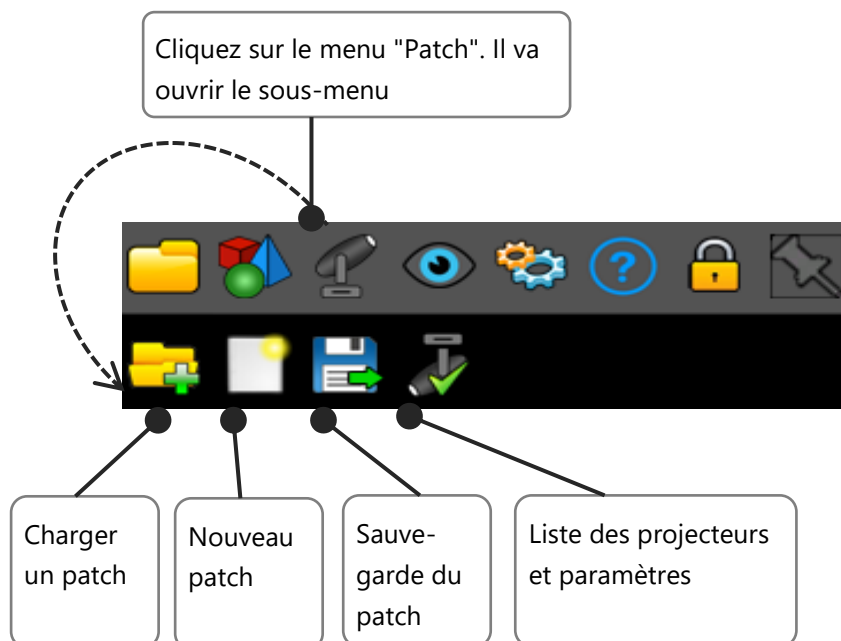 Cliquez sur le menu "Patch". Il va
ouvrir le sous-menu
?
Charger
un patch
Nouveau
patch
Sauve-
garde du
patch
Liste des projecteurs
et paramètres